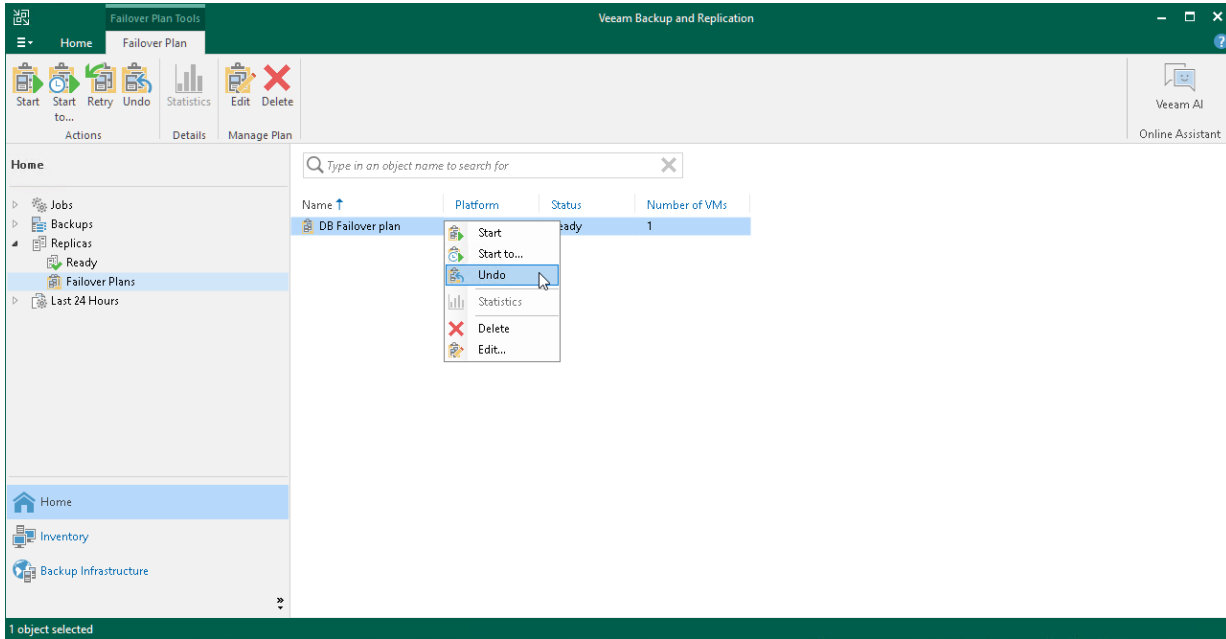 Failover Plan Tools
Veeam Backup and Replication
Home Failover Plan
Start Start to... Retry Undo Statistics Edit Delete
Actions Details Manage Plan
Veeam AI
Online Assistant
Home
Type in an object name to search for
Jobs
Backups
Replicas
Ready
Failover Plans
Last 24 Hours
Name Platform Status Number of VMs
DB Failover plan 1
Start
Start to...
Undo
Statistics
Delete
Edit...
Home
Inventory
Backup Infrastructure
1 object selected